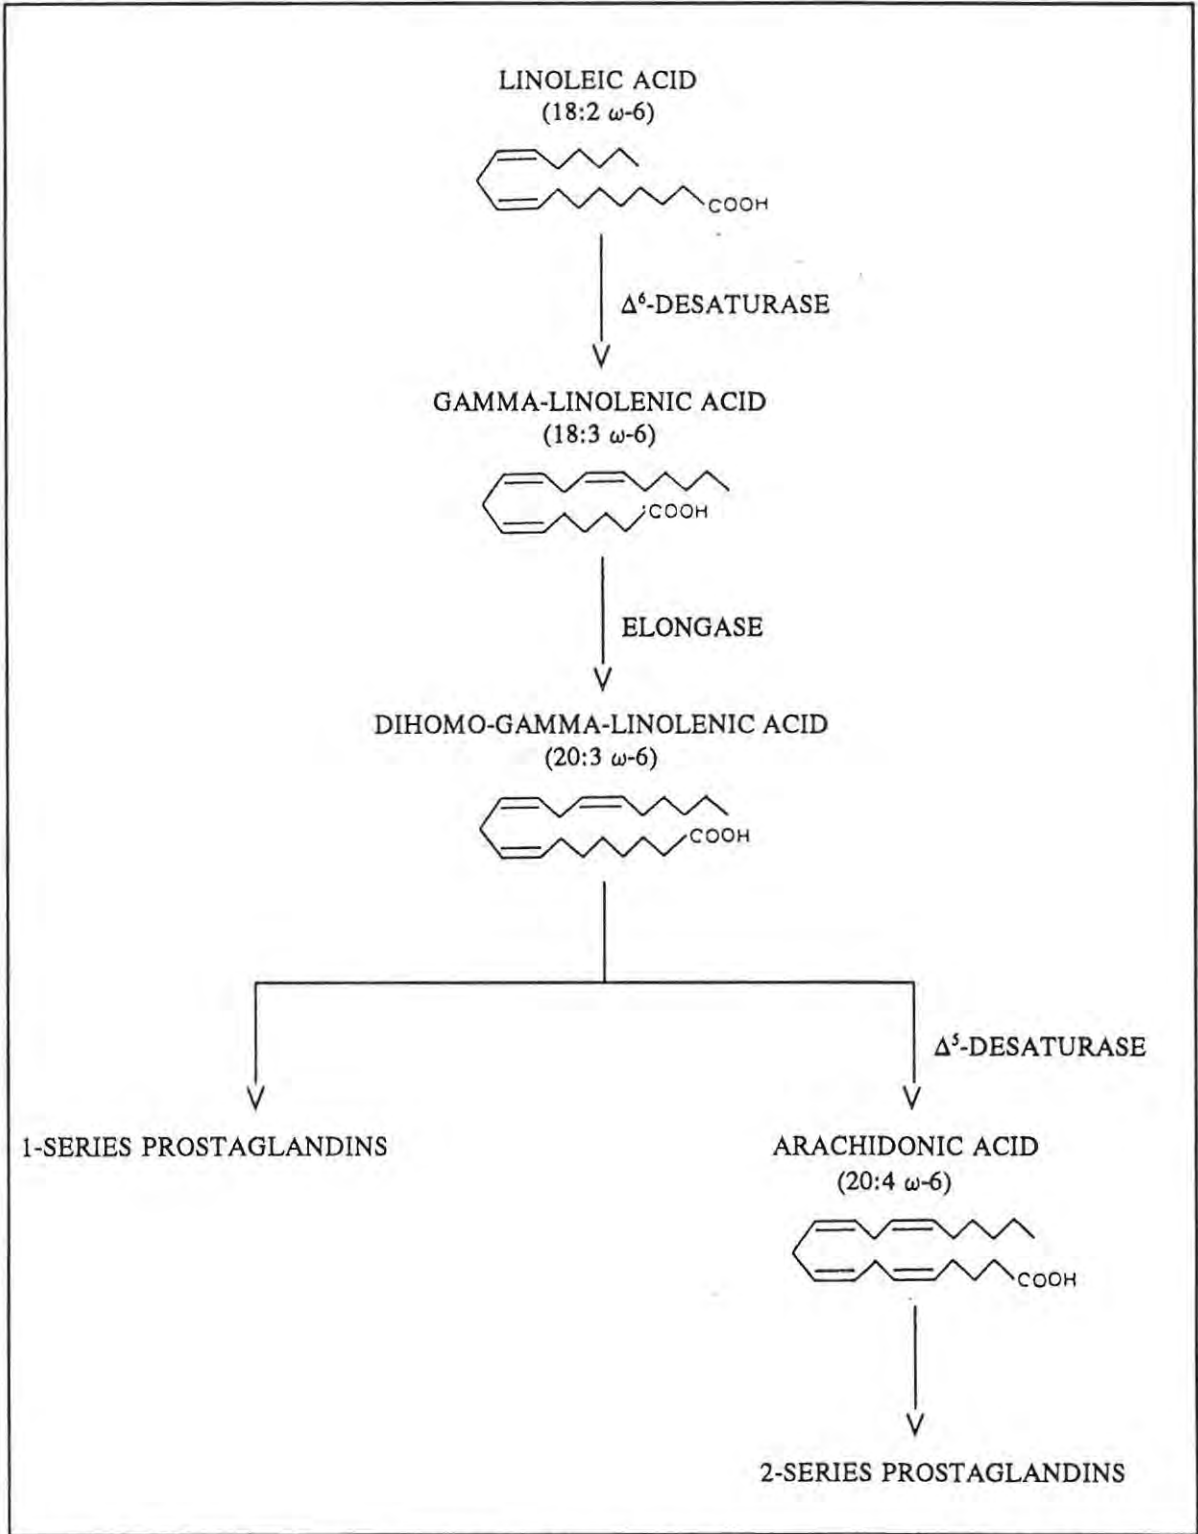 LINOLEIC ACID
(18:2 ω-6)
COOH
Δ⁶-DESATURASE
GAMMA-LINOLENIC ACID
(18:3 ω-6)
COOH
ELONGASE
DIHOMO-GAMMA-LINOLENIC ACID
(20:3 ω-6)
COOH
Δ⁵-DESATURASE
1-SERIES PROSTAGLANDINS
ARACHIDONIC ACID
(20:4 ω-6)
COOH
2-SERIES PROSTAGLANDINS